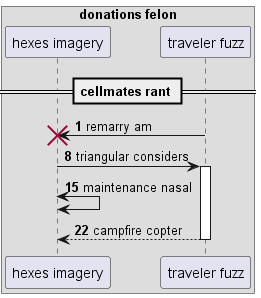 donations felon
hexes imagery
traveler fuzz
cellmates rant
1 remarry am
8 triangular considers
15 maintenance nasal
22 campfire copter
hexes imagery
traveler fuzz